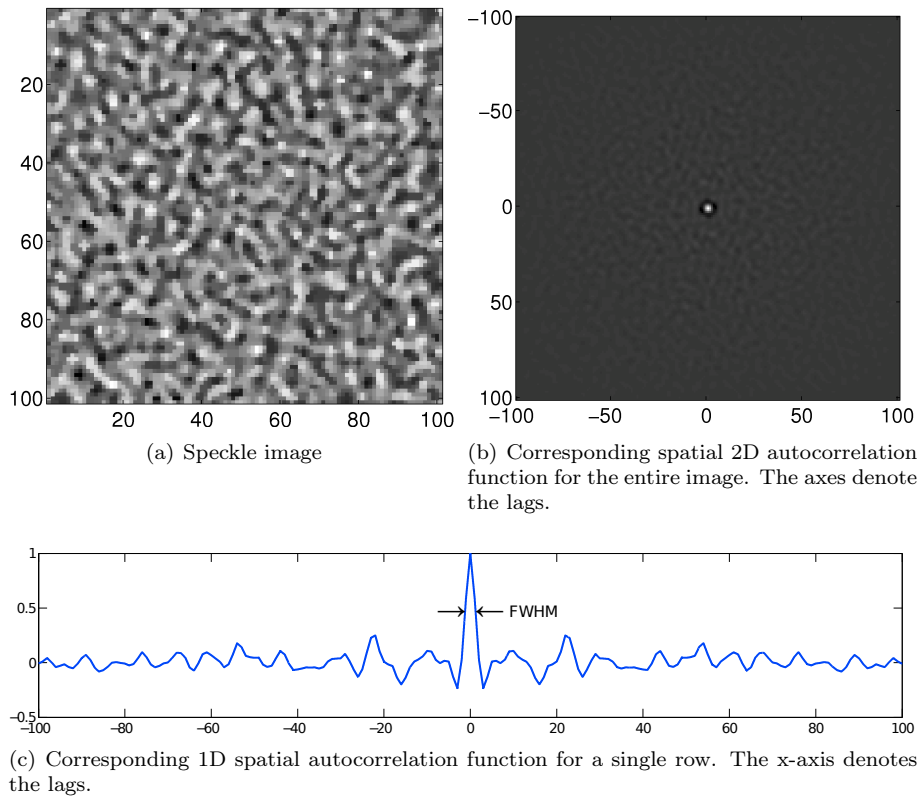 20
40
60
80
100
20 40 60 80 100
(a) Speckle image
−100
−50
0
50
100
−100 −50 0 50 100
(b) Corresponding spatial 2D autocorrelation
function for the entire image. The axes denote
the lags.
1
0.5
0
−0.5
FWHM
−100 −80 −60 −40 −20 0 20 40 60 80 100
(c) Corresponding 1D spatial autocorrelation function for a single row. The x-axis denotes
the lags.